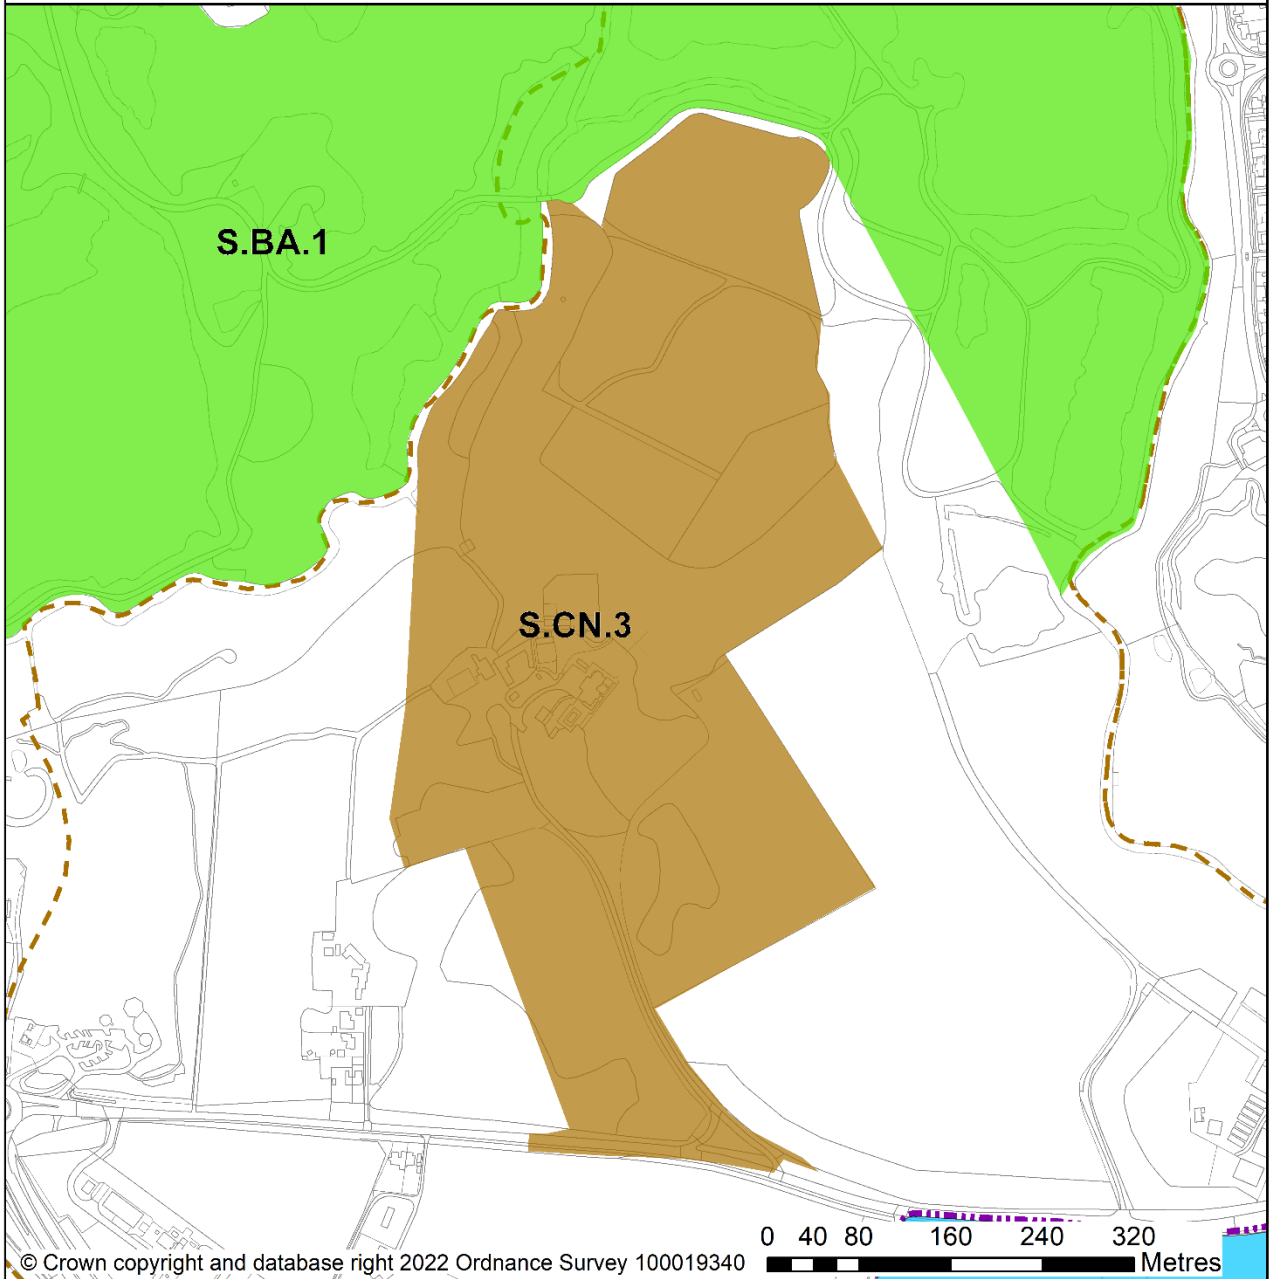 S.BA.1
S.CN.3
0 40 80 160 240 320
Metres
© Crown copyright and database right 2022 Ordnance Survey 100019340